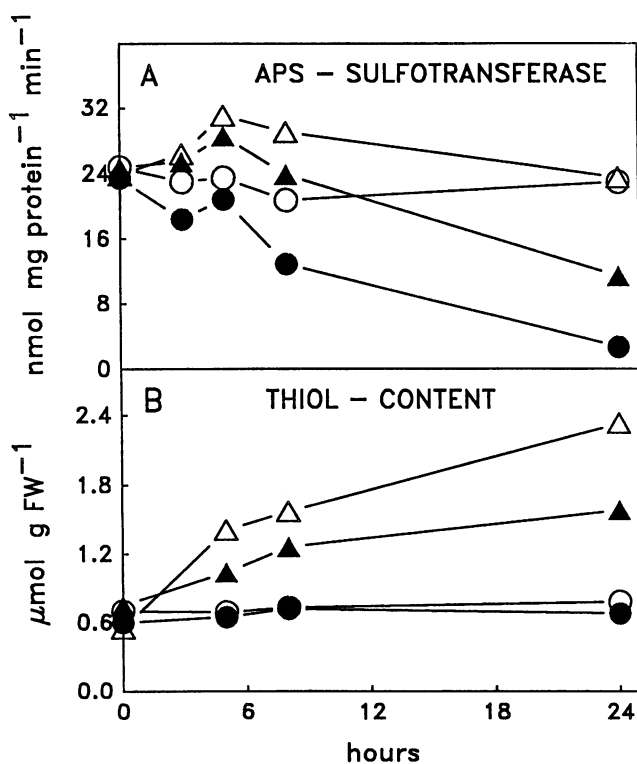 A APS – SULFOTRANSFERASE
nmol mg protein⁻¹ min⁻¹
32
24
16
8
0
B THIOL – CONTENT
μmol g FW⁻¹
2.4
1.8
1.2
0.6
0.0
0 6 12 18 24
hours